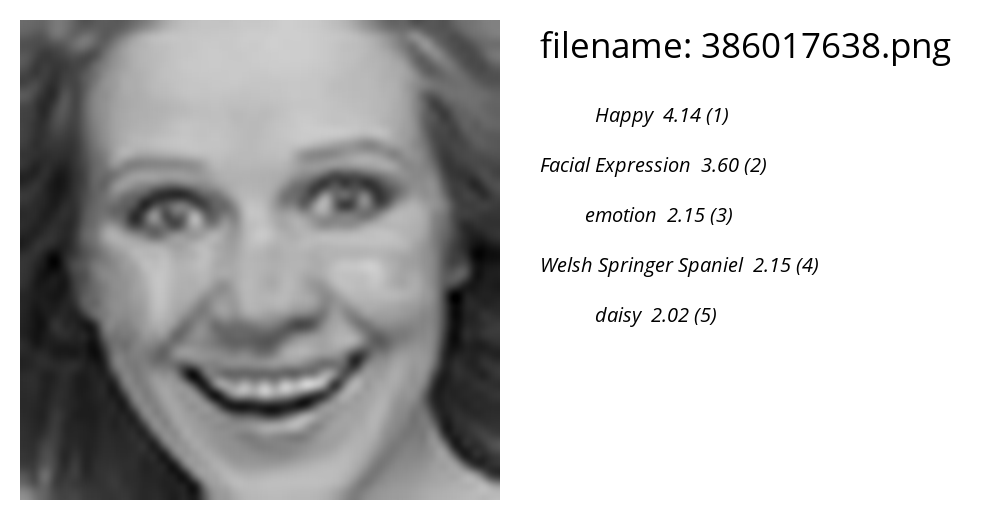 filename: 386017638.png
Happy 4.14 (1)
Facial Expression 3.60 (2)
emotion 2.15 (3)
Welsh Springer Spaniel 2.15 (4)
daisy 2.02 (5)